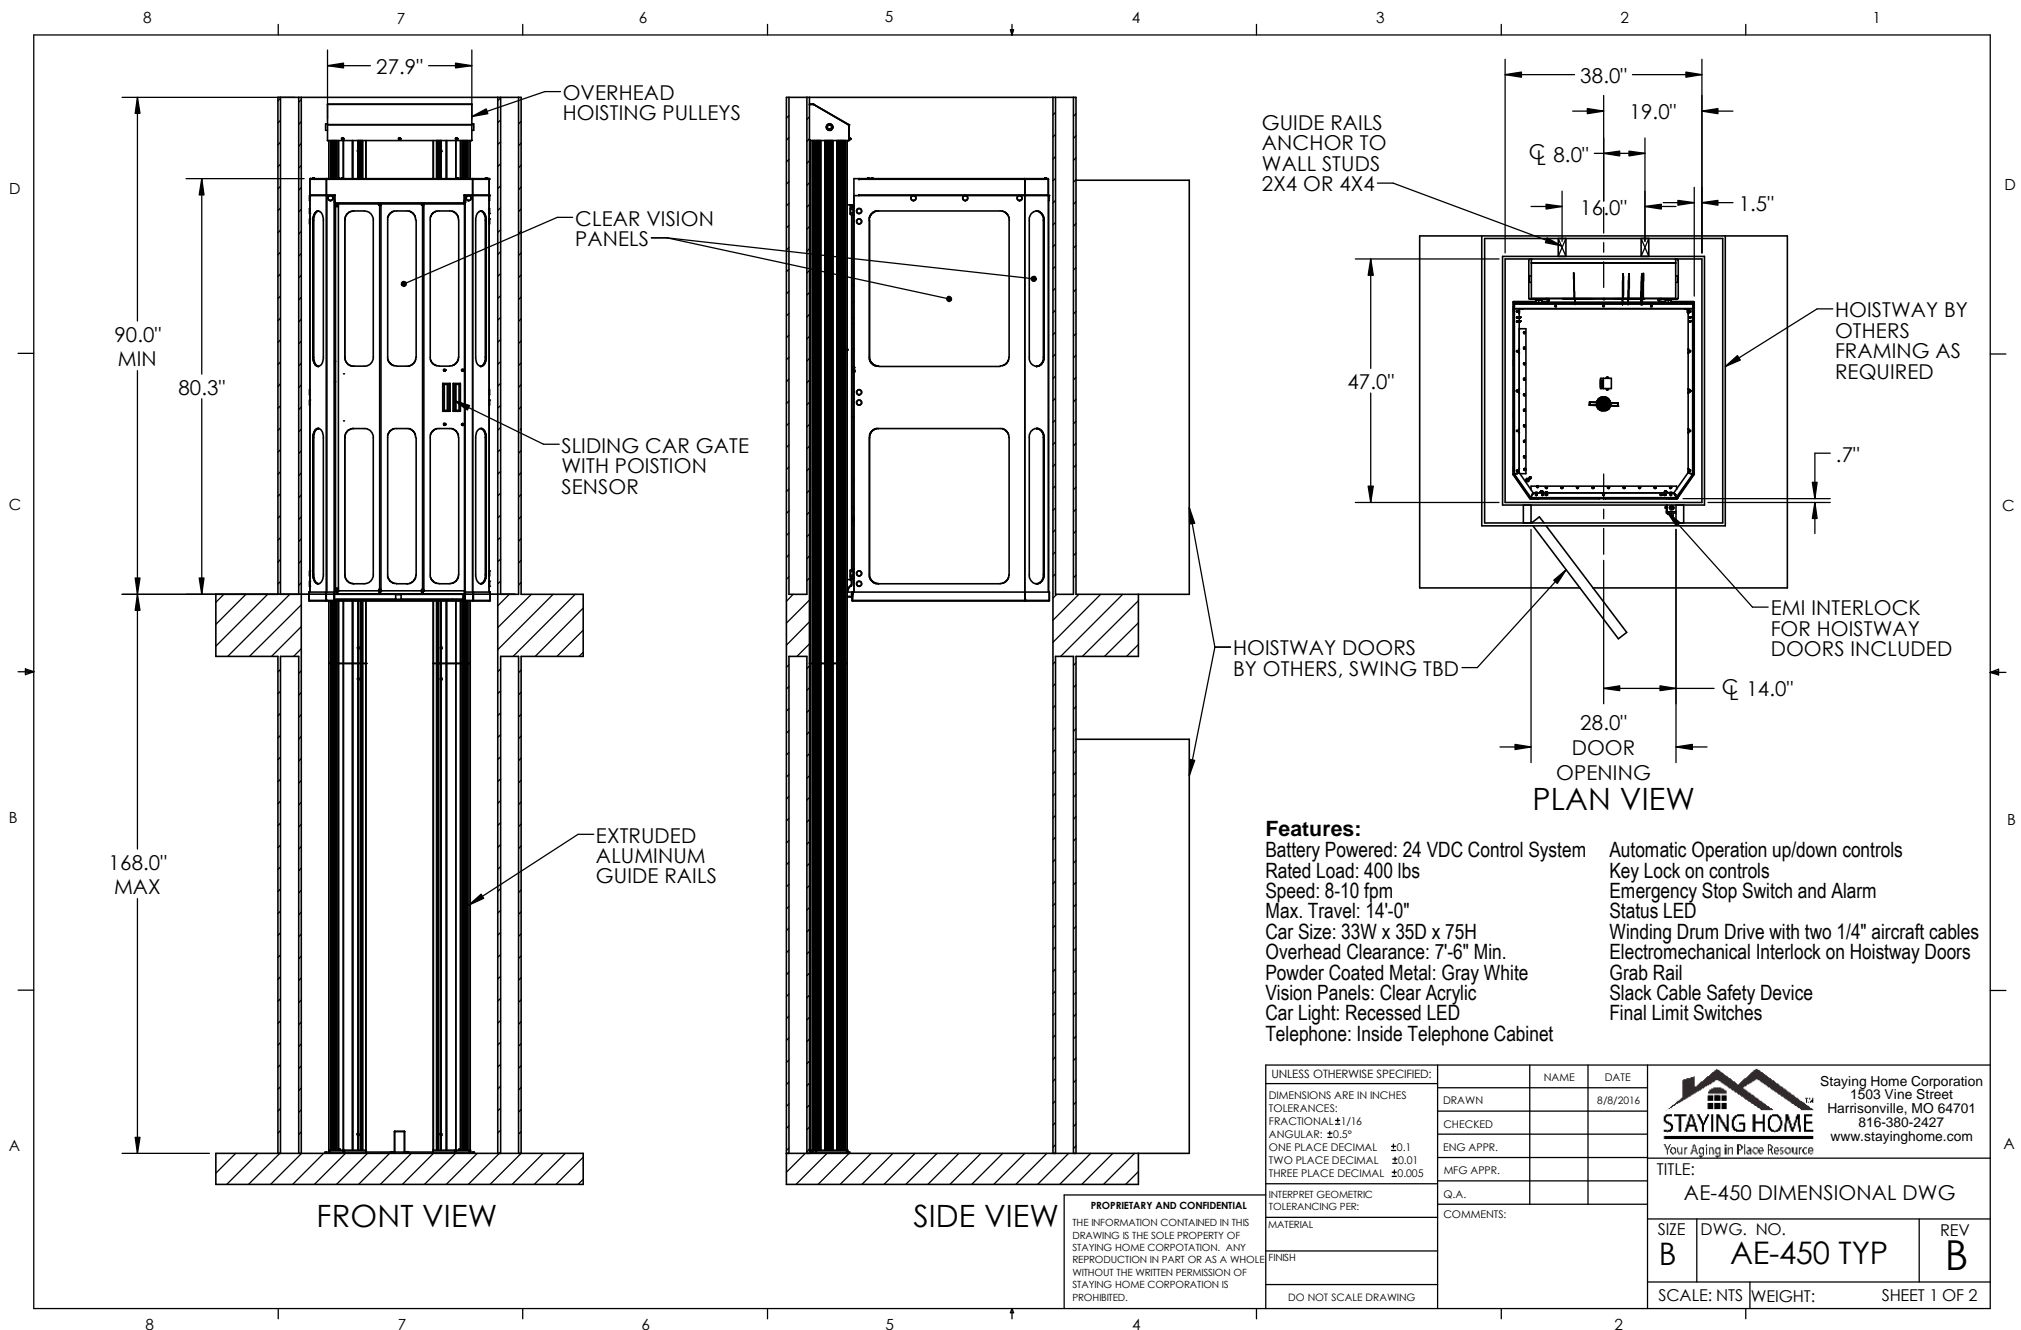 8 7 6 5 4 3 2 1
D
C
B
A
27.9"
OVERHEAD
HOISTING PULLEYS
CLEAR VISION
PANELS
90.0"
MIN
80.3"
SLIDING CAR GATE
WITH POISTION
SENSOR
168.0"
MAX
EXTRUDED
ALUMINUM
GUIDE RAILS
FRONT VIEW
SIDE VIEW
HOISTWAY DOORS
BY OTHERS, SWING TBD
38.0"
19.0"
GUIDE RAILS
ANCHOR TO
WALL STUDS
2X4 OR 4X4
℄ 8.0"
16.0"
1.5"
47.0"
HOISTWAY BY
OTHERS
FRAMING AS
REQUIRED
.7"
EMI INTERLOCK
FOR HOISTWAY
DOORS INCLUDED
℄ 14.0"
28.0"
DOOR
OPENING
PLAN VIEW
Features:
Battery Powered: 24 VDC Control System
Rated Load: 400 lbs
Speed: 8-10 fpm
Max. Travel: 14'-0"
Car Size: 33W x 35D x 75H
Overhead Clearance: 7'-6" Min.
Powder Coated Metal: Gray White
Vision Panels: Clear Acrylic
Car Light: Recessed LED
Telephone: Inside Telephone Cabinet
Automatic Operation up/down controls
Key Lock on controls
Emergency Stop Switch and Alarm
Status LED
Winding Drum Drive with two 1/4" aircraft cables
Electromechanical Interlock on Hoistway Doors
Grab Rail
Slack Cable Safety Device
Final Limit Switches
PROPRIETARY AND CONFIDENTIAL
THE INFORMATION CONTAINED IN THIS
DRAWING IS THE SOLE PROPERTY OF
STAYING HOME CORPOTATION. ANY
REPRODUCTION IN PART OR AS A WHOLE
WITHOUT THE WRITTEN PERMISSION OF
STAYING HOME CORPORATION IS
PROHIBITED.
UNLESS OTHERWISE SPECIFIED:
DIMENSIONS ARE IN INCHES
TOLERANCES:
FRACTIONAL±1/16
ANGULAR: ±0.5°
ONE PLACE DECIMAL ±0.1
TWO PLACE DECIMAL ±0.01
THREE PLACE DECIMAL ±0.005
INTERPRET GEOMETRIC
TOLERANCING PER:
MATERIAL
FINISH
DO NOT SCALE DRAWING
NAME DATE
DRAWN 8/8/2016
CHECKED
ENG APPR.
MFG APPR.
Q.A.
COMMENTS:
STAYING HOME
TM
Your Aging in Place Resource
Staying Home Corporation
1503 Vine Street
Harrisonville, MO 64701
816-380-2427
www.stayinghome.com
TITLE:
AE-450 DIMENSIONAL DWG
SIZE
B
DWG. NO.
AE-450 TYP
REV
B
SCALE: NTS WEIGHT: SHEET 1 OF 2
D
C
B
A
8 7 6 5 4 2